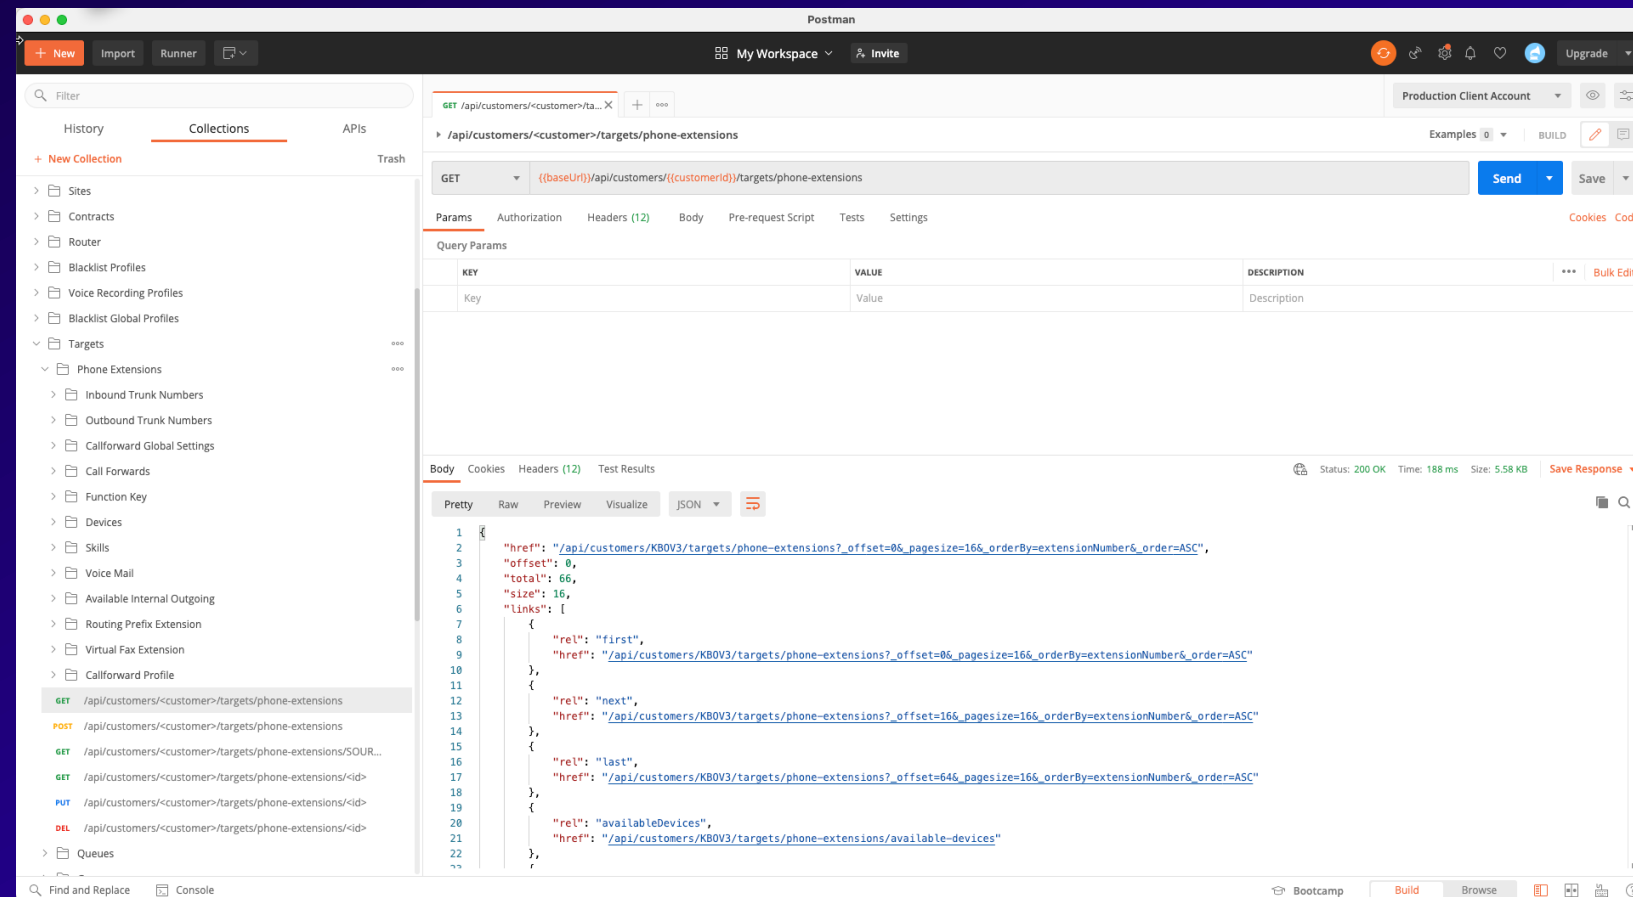 Postman
+ New Import Runner
My Workspace Invite Upgrade
Filter
History Collections APIs
+ New Collection Trash
Sites
Contracts
Router
Blacklist Profiles
Voice Recording Profiles
Blacklist Global Profiles
Targets
Phone Extensions
Inbound Trunk Numbers
Outbound Trunk Numbers
Callforward Global Settings
Call Forwards
Function Key
Devices
Skills
Voice Mail
Available Internal Outgoing
Routing Prefix Extension
Virtual Fax Extension
Callforward Profile
GET /api/customers/<customer>/targets/phone-extensions
POST /api/customers/<customer>/targets/phone-extensions
GET /api/customers/<customer>/targets/phone-extensions/SOUR...
GET /api/customers/<customer>/targets/phone-extensions/<id>
PUT /api/customers/<customer>/targets/phone-extensions/<id>
DEL /api/customers/<customer>/targets/phone-extensions/<id>
Queues
GET /api/customers/<customer>/ta...
Production Client Account
/api/customers/<customer>/targets/phone-extensions
Examples 0 BUILD
GET {{baseUrl}}/api/customers/{{customerId}}/targets/phone-extensions
Send Save
Params Authorization Headers (12) Body Pre-request Script Tests Settings
Cookies Cod
Query Params
KEY VALUE DESCRIPTION Bulk Edit
Key Value Description
Body Cookies Headers (12) Test Results
Status: 200 OK Time: 188 ms Size: 5.58 KB Save Response
Pretty Raw Preview Visualize JSON
1 {
2 "href": "/api/customers/KBOV3/targets/phone-extensions?_offset=0&_pagesize=16&_orderBy=extensionNumber&_order=ASC",
3 "offset": 0,
4 "total": 66,
5 "size": 16,
6 "links": [
7 {
8 "rel": "first",
9 "href": "/api/customers/KBOV3/targets/phone-extensions?_offset=0&_pagesize=16&_orderBy=extensionNumber&_order=ASC"
10 },
11 {
12 "rel": "next",
13 "href": "/api/customers/KBOV3/targets/phone-extensions?_offset=16&_pagesize=16&_orderBy=extensionNumber&_order=ASC"
14 },
15 {
16 "rel": "last",
17 "href": "/api/customers/KBOV3/targets/phone-extensions?_offset=64&_pagesize=16&_orderBy=extensionNumber&_order=ASC"
18 },
19 {
20 "rel": "availableDevices",
21 "href": "/api/customers/KBOV3/targets/phone-extensions/available-devices"
22 },
Find and Replace Console
Bootcamp Build Browse